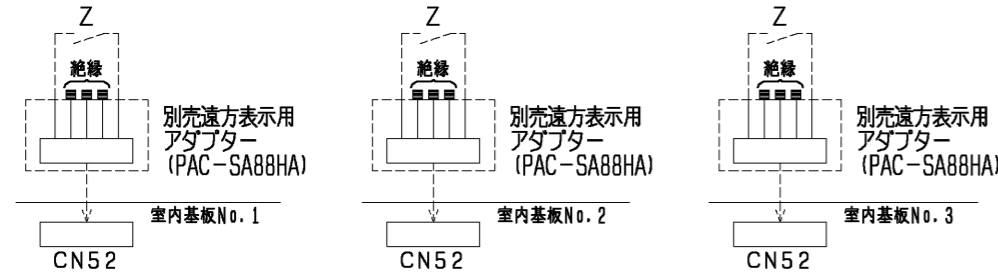 Z
絶縁
別売遠方表示用
アダプター
(PAC-SA88HA)
室内基板No.1
CN52
Z
絶縁
別売遠方表示用
アダプター
(PAC-SA88HA)
室内基板No.2
CN52
Z
絶縁
別売遠方表示用
アダプター
(PAC-SA88HA)
室内基板No.3
CN52